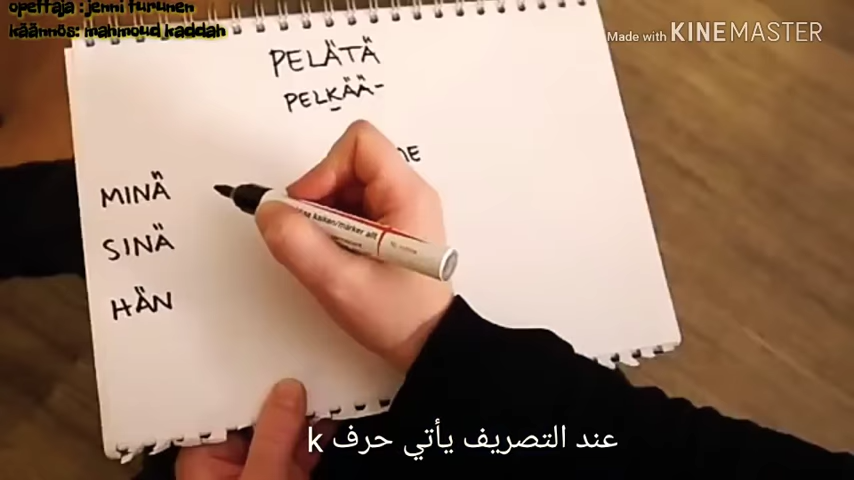 opettaja : jenni turunen
käännös: mahmoud kaddah
Made with KINEMASTER
PELÄTÄ
PELKÄÄ-
MINÄ
SINÄ
HÄN
عند التصريف يأتي حرف k